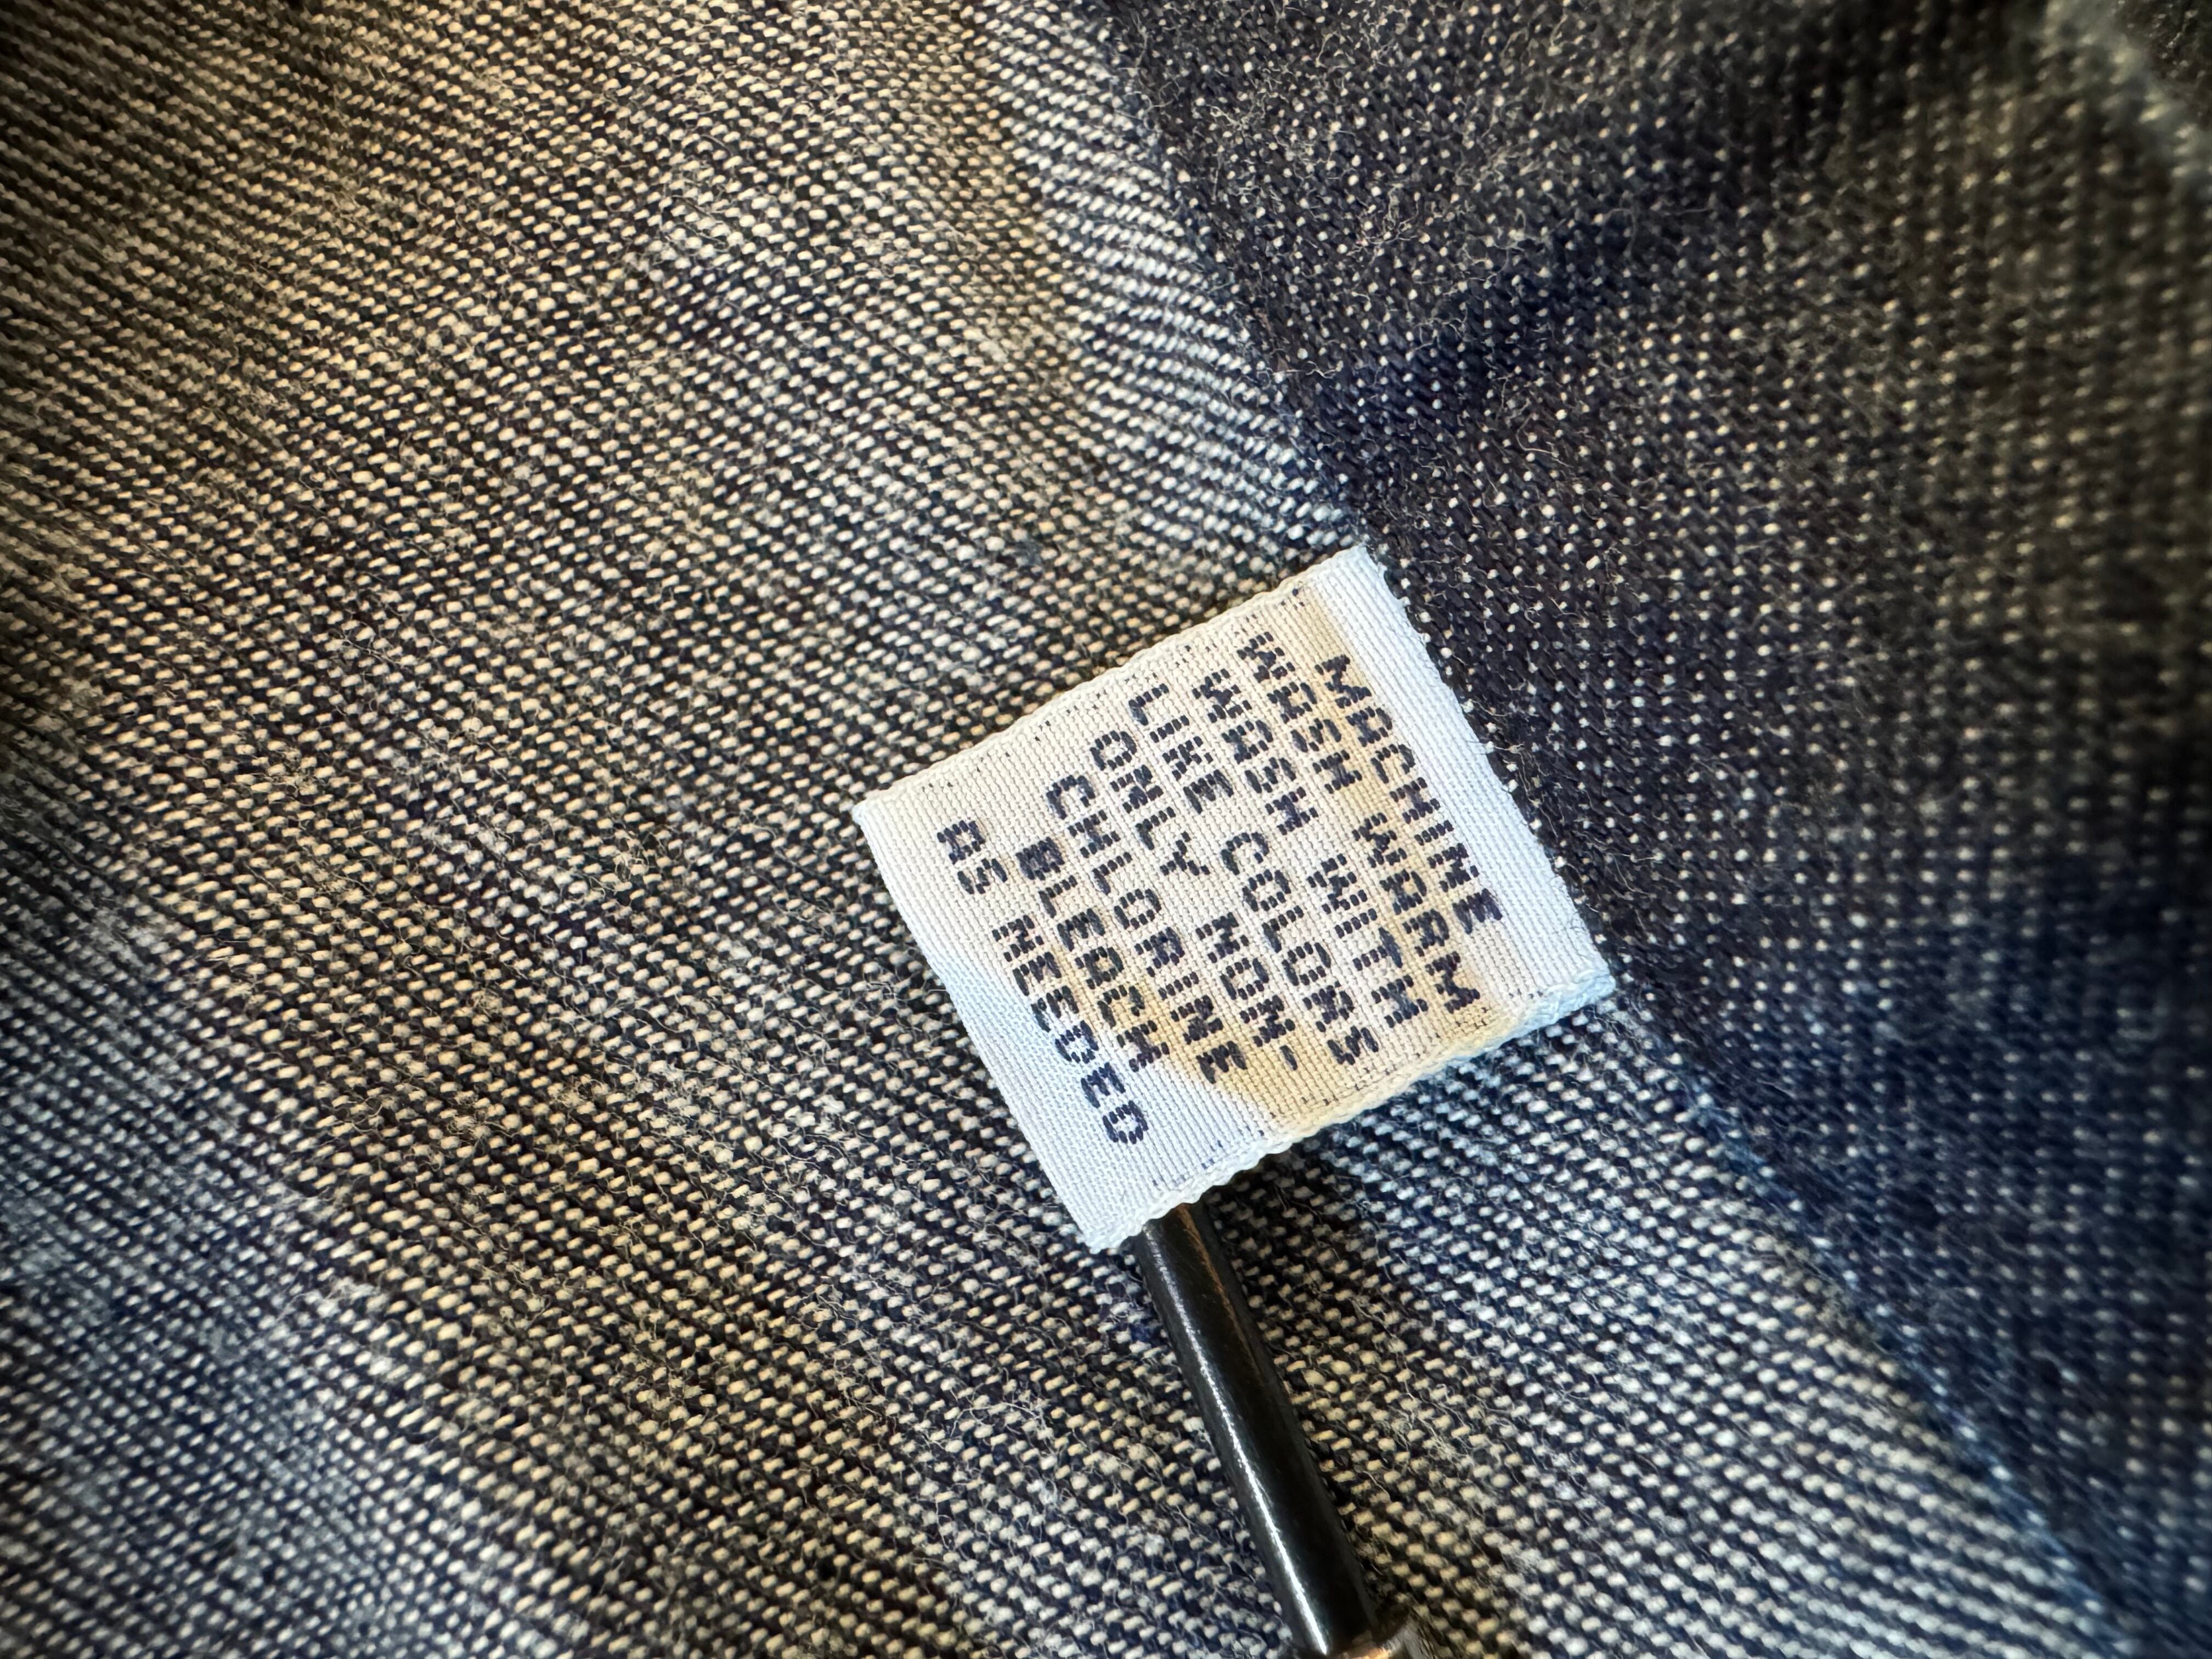 MACHINE
WASH WARM
WASH WITH
LIKE COLORS
ONLY NON-
CHLORINE
BLEACH
AS NEEDED